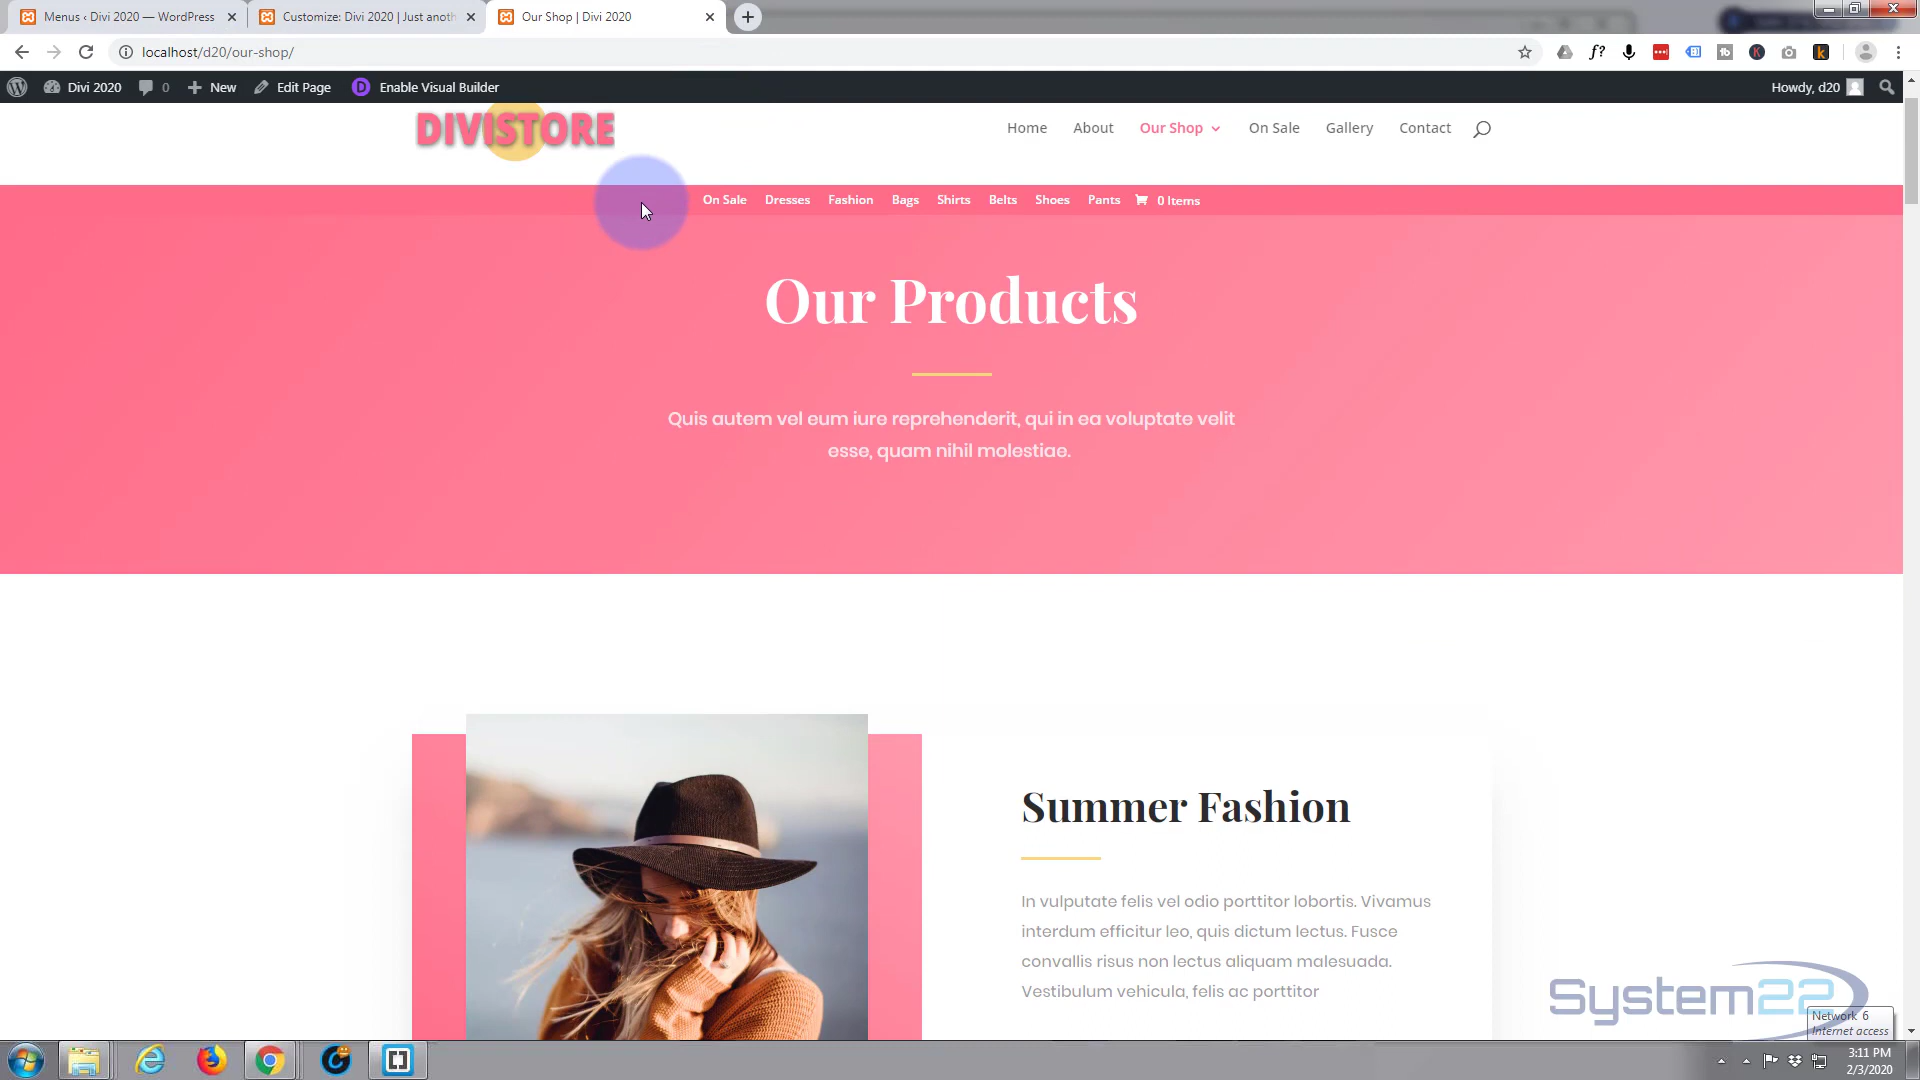 Menus ‹ Divi 2020 — WordPress
Customize: Divi 2020 | Just anoth
Our Shop | Divi 2020
localhost/d20/our-shop/
Divi 2020
0
New
Edit Page
Enable Visual Builder
Howdy, d20
DIVISTORE
Home
About
Our Shop
On Sale
Gallery
Contact
On Sale
Dresses
Fashion
Bags
Shirts
Belts
Shoes
Pants
0 Items
Our Products
Quis autem vel eum iure reprehenderit, qui in ea voluptate velit
esse, quam nihil molestiae.
Summer Fashion
In vulputate felis vel odio porttitor lobortis. Vivamus
interdum efficitur leo, quis dictum lectus. Fusce
convallis risus non lectus aliquam malesuada.
Vestibulum vehicula, felis ac porttitor
System22
Network 6
Internet access
3:11 PM
2/3/2020